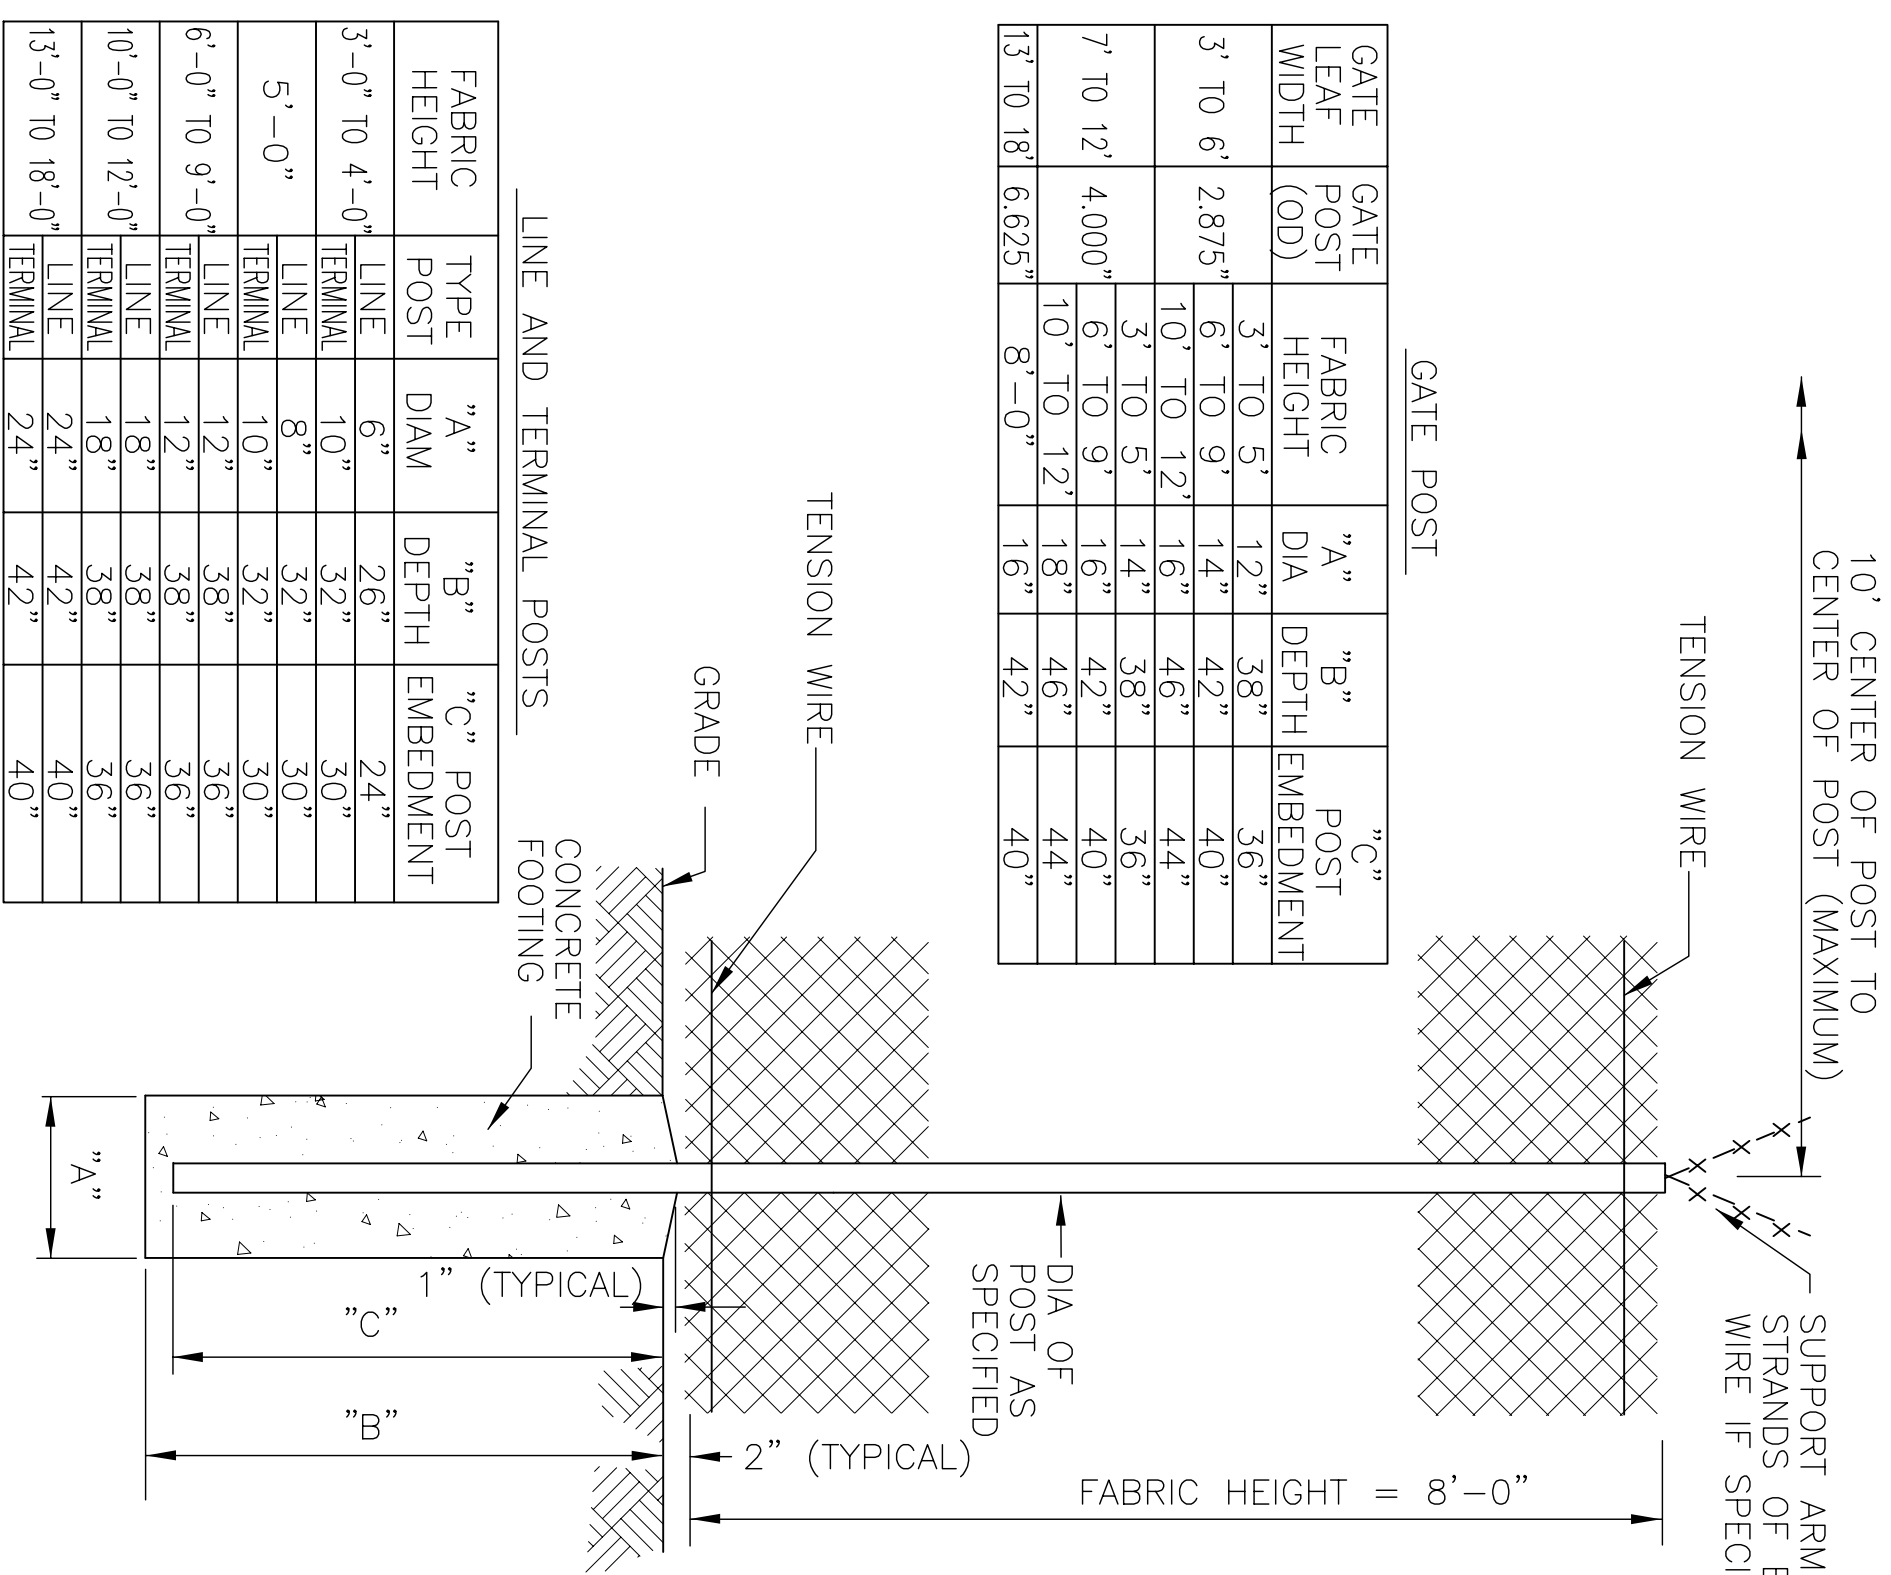 10' CENTER OF POST TO
CENTER OF POST (MAXIMUM)
TENSION WIRE
SUPPORT ARM
STRANDS OF
WIRE IF
GATE POST
GATE LEAF WIDTH GATE POST (OD) FABRIC HEIGHT "A" DIA "B" DEPTH "C" POST EMBEDMENT
3' TO 6' 2.875" 3' TO 5' 12" 38" 36"
6' TO 9' 14" 42" 40"
10' TO 12' 16" 46" 44"
7' TO 12' 4.000" 3' TO 5' 14" 38" 36"
6' TO 9' 16" 42" 40"
10' TO 12' 18" 46" 44"
13' TO 18' 6.625" 8'-0" 16" 42" 40"
DIA OF
POST AS
SPECIFIED
FABRIC HEIGHT = 8'-0"
TENSION WIRE
GRADE
2" (TYPICAL)
1" (TYPICAL)
CONCRETE
FOOTING
"C"
"B"
"A"
LINE AND TERMINAL POSTS
FABRIC HEIGHT TYPE POST "A" DIAM "B" DEPTH "C" POST EMBEDMENT
3'-0" TO 4'-0" LINE 6" 26" 24"
TERMINAL 10" 32" 30"
5'-0" LINE 8" 32" 30"
TERMINAL 10" 32" 30"
6'-0" TO 9'-0" LINE 12" 38" 36"
TERMINAL 12" 38" 36"
10'-0" TO 12'-0" LINE 18" 38" 36"
TERMINAL 18" 38" 36"
13'-0" TO 18'-0" LINE 24" 42" 40"
TERMINAL 24" 42" 40"